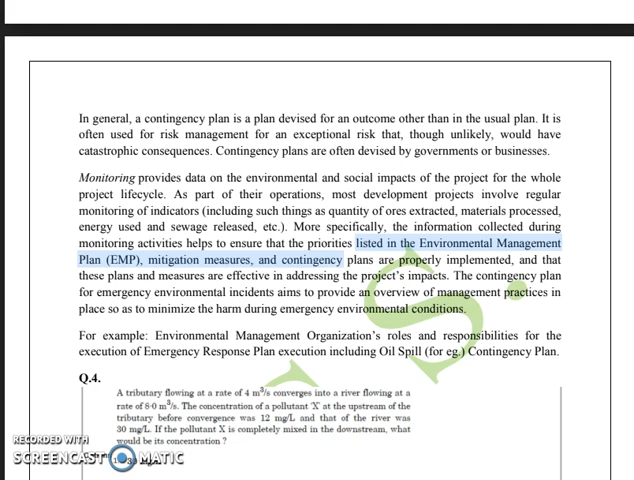 In general, a contingency plan is a plan devised for an outcome other than in the usual plan. It is
often used for risk management for an exceptional risk that, though unlikely, would have
catastrophic consequences. Contingency plans are often devised by governments or businesses.
Monitoring provides data on the environmental and social impacts of the project for the whole
project lifecycle. As part of their operations, most development projects involve regular
monitoring of indicators (including such things as quantity of ores extracted, materials processed,
energy used and sewage released, etc.). More specifically, the information collected during
monitoring activities helps to ensure that the priorities listed in the Environmental Management
Plan (EMP), mitigation measures, and contingency plans are properly implemented, and that
these plans and measures are effective in addressing the project's impacts. The contingency plan
for emergency environmental incidents aims to provide an overview of management practices in
place so as to minimize the harm during emergency environmental conditions.
For example: Environmental Management Organization's roles and responsibilities for the
execution of Emergency Response Plan execution including Oil Spill (for eg.) Contingency Plan.
Q.4.
A tributary flowing at a rate of 4 m³/s converges into a river flowing at a
rate of 8·0 m³/s. The concentration of a pollutant 'X' at the upstream of the
tributary before convergence was 12 mg/L and that of the river was
30 mg/L. If the pollutant X is completely mixed in the downstream, what
would be its concentration ?
RECORDED WITH
SCREENCAST MATIC